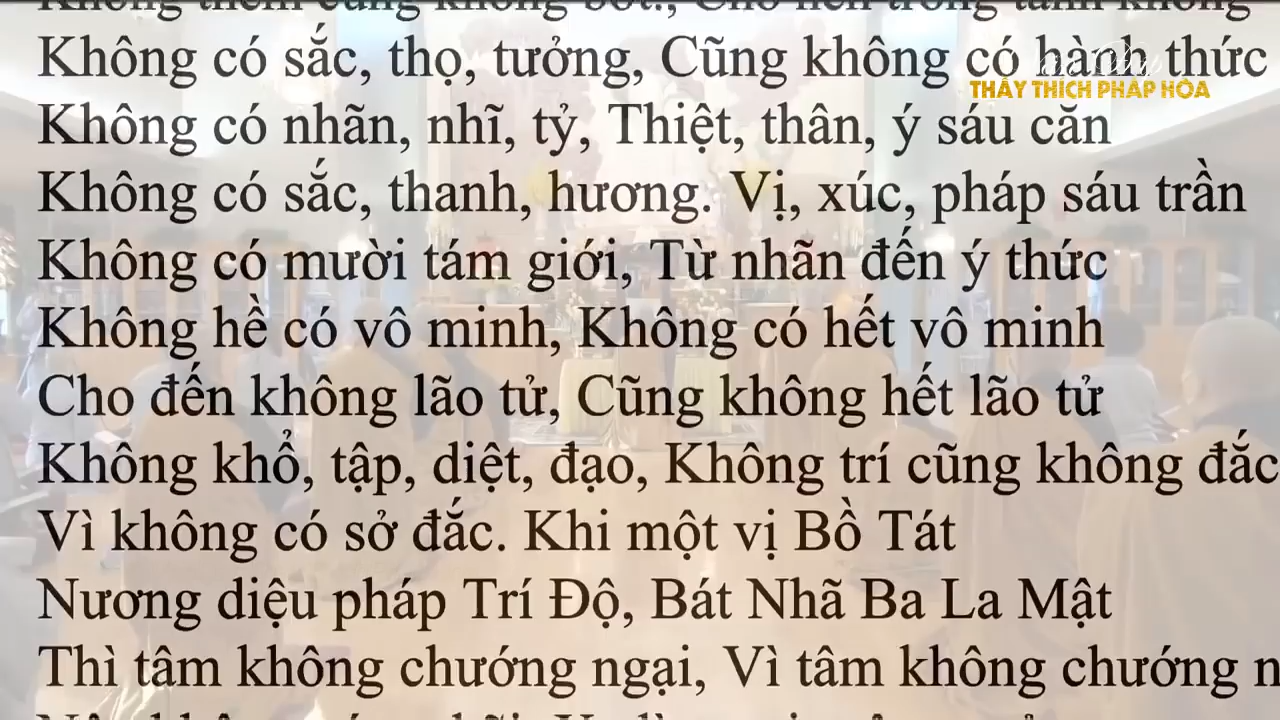 Không có sắc, thọ, tưởng, Cũng không có hành thức
THẦY THÍCH PHÁP HÒA
Không có nhãn, nhĩ, tỷ, Thiệt, thân, ý sáu căn
Không có sắc, thanh, hương. Vị, xúc, pháp sáu trần
Không có mười tám giới, Từ nhãn đến ý thức
Không hề có vô minh, Không có hết vô minh
Cho đến không lão tử, Cũng không hết lão tử
Không khổ, tập, diệt, đạo, Không trí cũng không đắc
Vì không có sở đắc. Khi một vị Bồ Tát
Nương diệu pháp Trí Độ, Bát Nhã Ba La Mật
Thì tâm không chướng ngại, Vì tâm không chướng